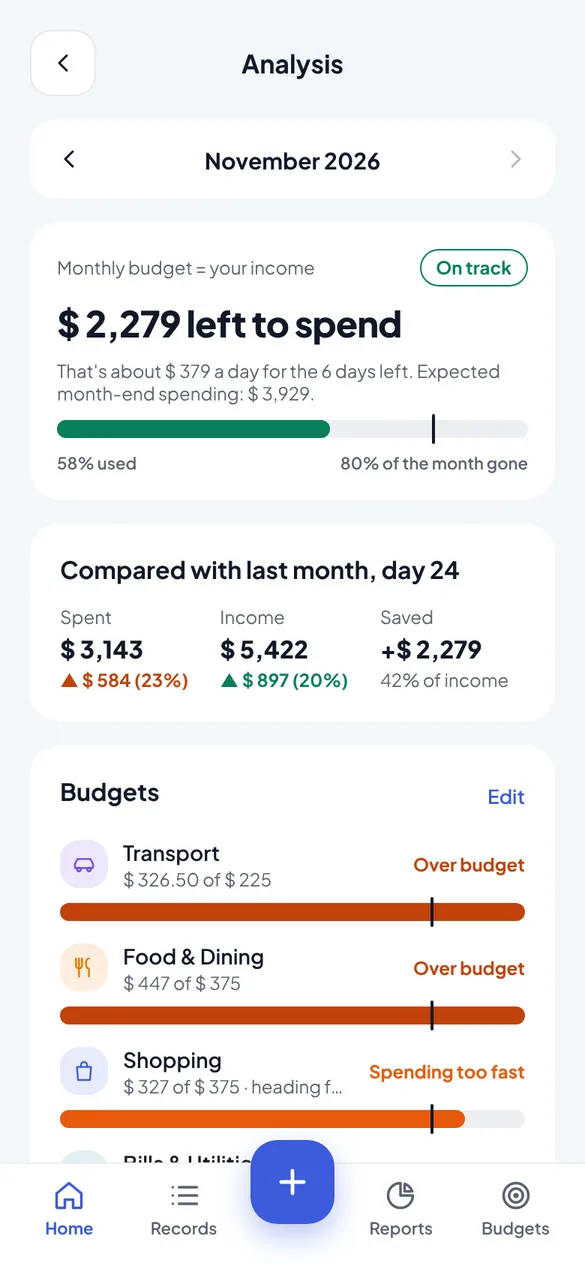 Analysis
November 2026
Monthly budget = your income
On track
$ 2,279 left to spend
That's about $ 379 a day for the 6 days left. Expected
month-end spending: $ 3,929.
58% used
80% of the month gone
Compared with last month, day 24
Spent
Income
Saved
$ 3,143
$ 5,422
+$ 2,279
▲ $ 584 (23%)
▲ $ 897 (20%)
42% of income
Budgets
Edit
Transport
$ 326.50 of $ 225
Over budget
Food & Dining
$ 447 of $ 375
Over budget
Shopping
$ 327 of $ 375 · heading f...
Spending too fast
Home
Records
Reports
Budgets